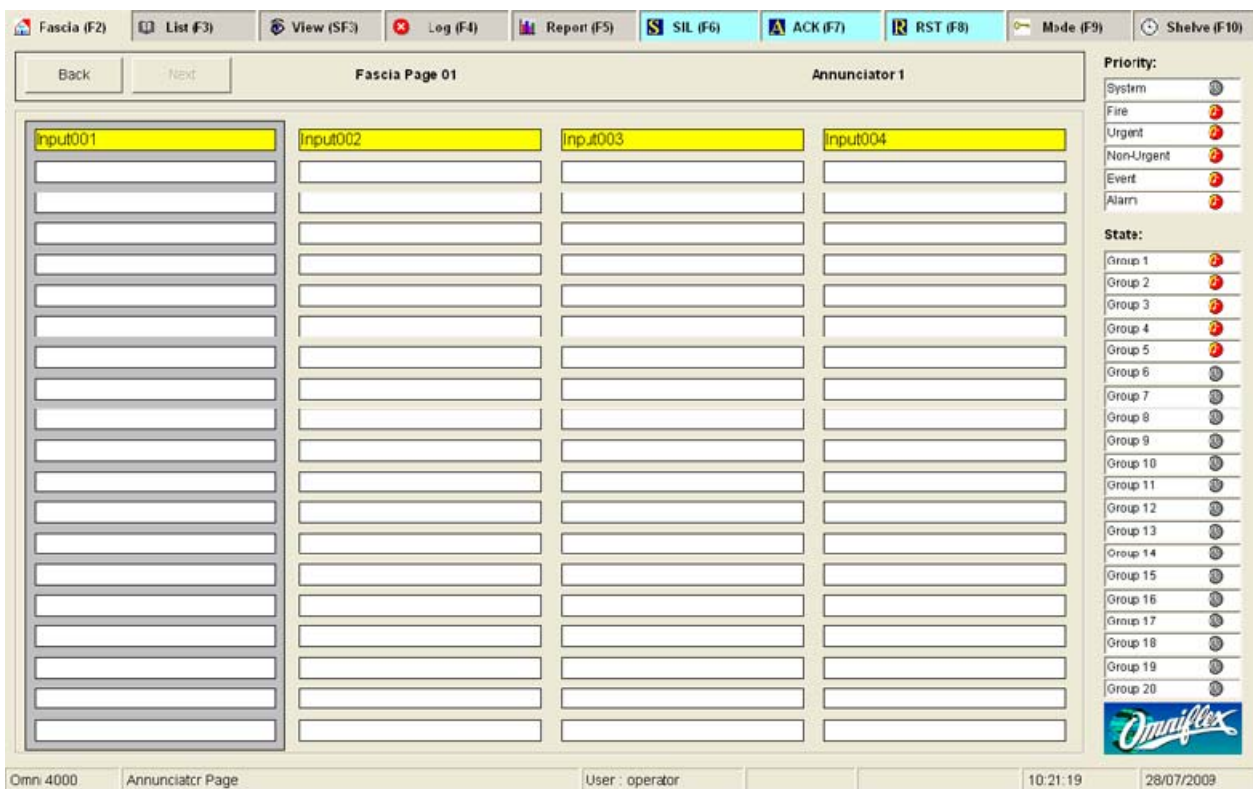 Fascia (F2) List (F3) View (SF3) Log (F4) Report (F5) S SIL (F6) A ACK (F7) R RST (F8) Mode (F9) Shelve (F10)
Back Next Fascia Page 01 Annunciator 1
Input001 Input002 Input003 Input004
Priority:
System
Fire
Urgent
Non-Urgent
Event
Alarm
State:
Group 1
Group 2
Group 3
Group 4
Group 5
Group 6
Group 7
Group 8
Group 9
Group 10
Group 11
Group 12
Group 13
Group 14
Group 15
Group 16
Group 17
Group 18
Group 19
Group 20
Omniflex
Omni 4000 Annunciator Page User : operator 10:21:19 28/07/2009